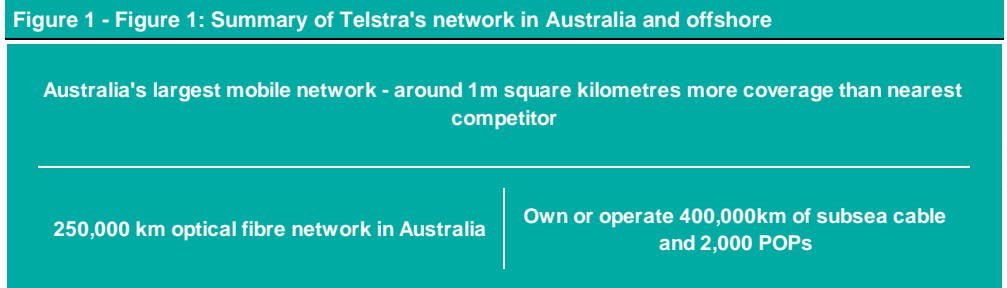 Figure 1 - Figure 1: Summary of Telstra's network in Australia and offshore
Australia's largest mobile network - around 1m square kilometres more coverage than nearest
competitor
250,000 km optical fibre network in Australia
Own or operate 400,000km of subsea cable
and 2,000 POPs